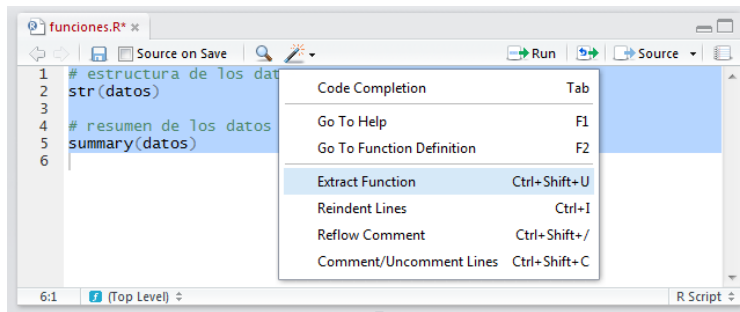 funciones.R*
Source on Save
Run
Source
1 # estructura de los dat
2 str(datos)
3
4 # resumen de los datos
5 summary(datos)
6
Code Completion Tab
Go To Help F1
Go To Function Definition F2
Extract Function Ctrl+Shift+U
Reindent Lines Ctrl+I
Reflow Comment Ctrl+Shift+/
Comment/Uncomment Lines Ctrl+Shift+C
6:1 (Top Level) R Script